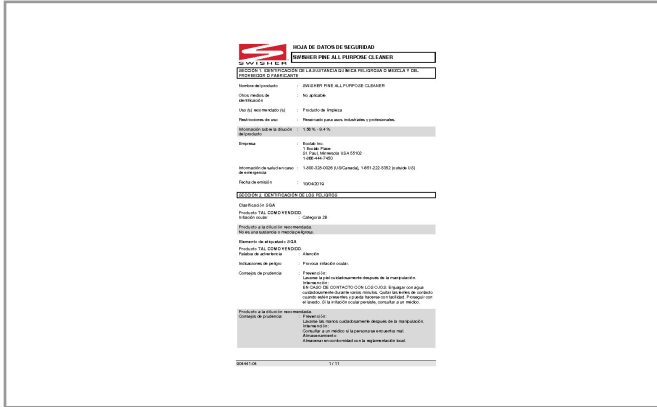 HOJA DE DATOS DE SEGURIDAD
SWISHER
SWISHER PINE ALL PURPOSE CLEANER
SECCIÓN 1. IDENTIFICACIÓN DE LA SUSTANCIA QUÍMICA PELIGROSA O MEZCLA Y DEL
PROVEEDOR O FABRICANTE
Nombre del producto : SWISHER PINE ALL PURPOSE CLEANER
Otros medios de : No aplicable
identificación
Uso (s) recomendado (s) : Producto de limpieza
Restricciones de uso : Reservado para usos industriales y profesionales.
Información sobre la dilución :
del producto
Empresa : Ecolab Inc.
1 Ecolab Place
St. Paul, Minnesota USA 55102
Información de salud en caso : 1-800-328-0026 (US/Canada), 1-651-222-5352 (outside US)
de emergencia
Fecha de emisión : 10/04/2019
SECCIÓN 2. IDENTIFICACIÓN DE LOS PELIGROS
Clasificación SGA
Producto TAL COMO VENDIDO.
Irritación ocular : Categoría 2B
Producto a la dilución recomendada:
No es una sustancia o mezcla peligrosa.
Elemento de etiquetado SGA
Producto TAL COMO VENDIDO.
Palabra de advertencia : Atención
Indicaciones de peligro : Provoca irritación ocular.
Consejos de prudencia : Prevención:
Lavarse la piel cuidadosamente después de la manipulación.
Intervención:
EN CASO DE CONTACTO CON LOS OJOS: Enjuagar con agua
cuidadosamente durante varios minutos. Quitar las lentes de contacto
cuando estén presentes y pueda hacerse con facilidad. Proseguir con
el lavado. Si la irritación ocular persiste, consultar a un médico.
Producto a la dilución recomendada:
Consejos de prudencia : Prevención:
Lavarse las manos cuidadosamente después de la manipulación.
Intervención:
Consultar a un médico si la persona se encuentra mal.
Almacenamiento:
Almacenar en conformidad con la reglamentación local.
1 / 11